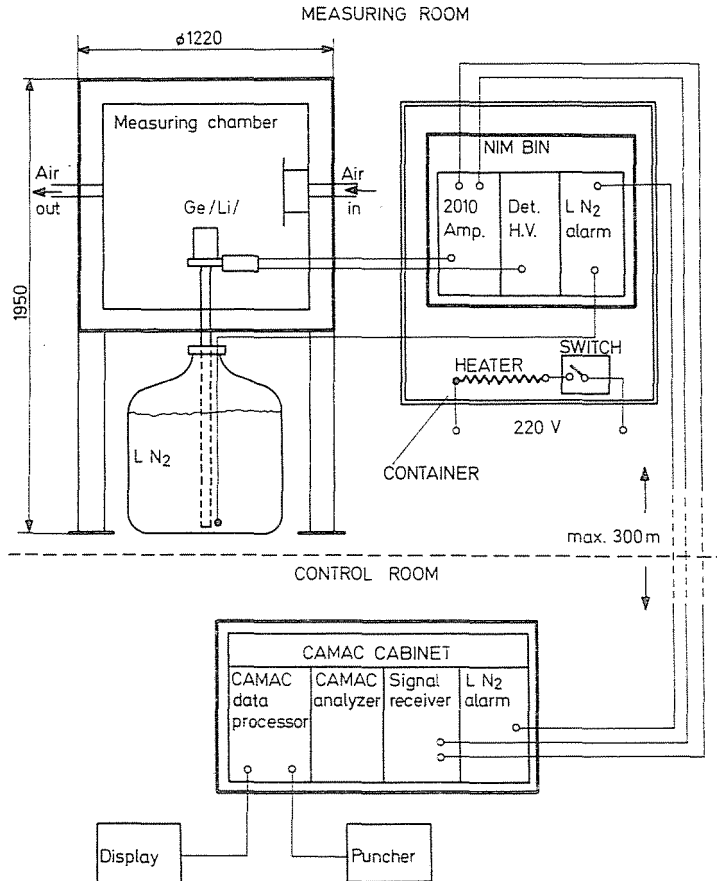 MEASURING ROOM
ϕ1220
1950
Measuring chamber
Air
out
Air
in
Ge/Li/
L N₂
NIM BIN
2010
Amp.
Det.
H.V.
L N₂
alarm
HEATER
SWITCH
220 V
CONTAINER
max. 300m
CONTROL ROOM
CAMAC CABINET
CAMAC
data
processor
CAMAC
analyzer
Signal
receiver
L N₂
alarm
Display
Puncher